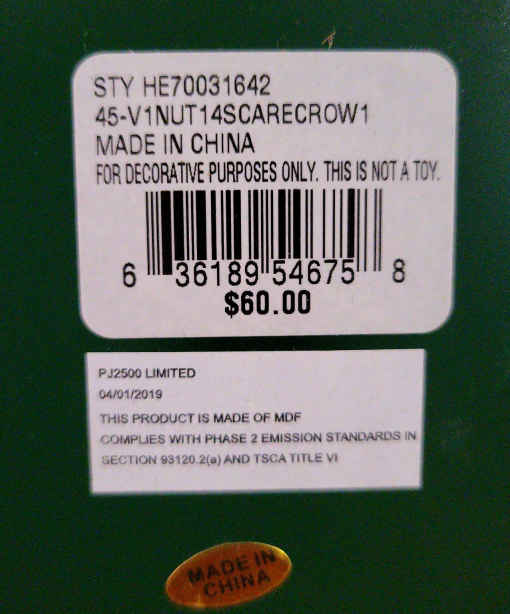 STY HE70031642
45-V1NUT14SCARECROW1
MADE IN CHINA
FOR DECORATIVE PURPOSES ONLY. THIS IS NOT A TOY.
6 36189 54675 8
$60.00
PJ2500 LIMITED
04/01/2019
THIS PRODUCT IS MADE OF MDF
COMPLIES WITH PHASE 2 EMISSION STANDARDS IN
SECTION 93120.2(a) AND TSCA TITLE VI
MADE IN
CHINA